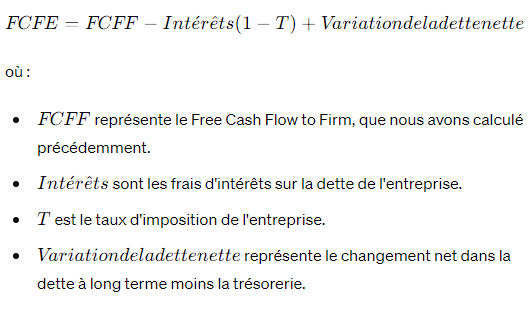 FCFE = FCFF − Intérêts(1 − T) + Variationdeladettenette
où :
• FCFF représente le Free Cash Flow to Firm, que nous avons calculé
précédemment.
• Intérêts sont les frais d'intérêts sur la dette de l'entreprise.
• T est le taux d'imposition de l'entreprise.
• Variationdeladettenette représente le changement net dans la
dette à long terme moins la trésorerie.